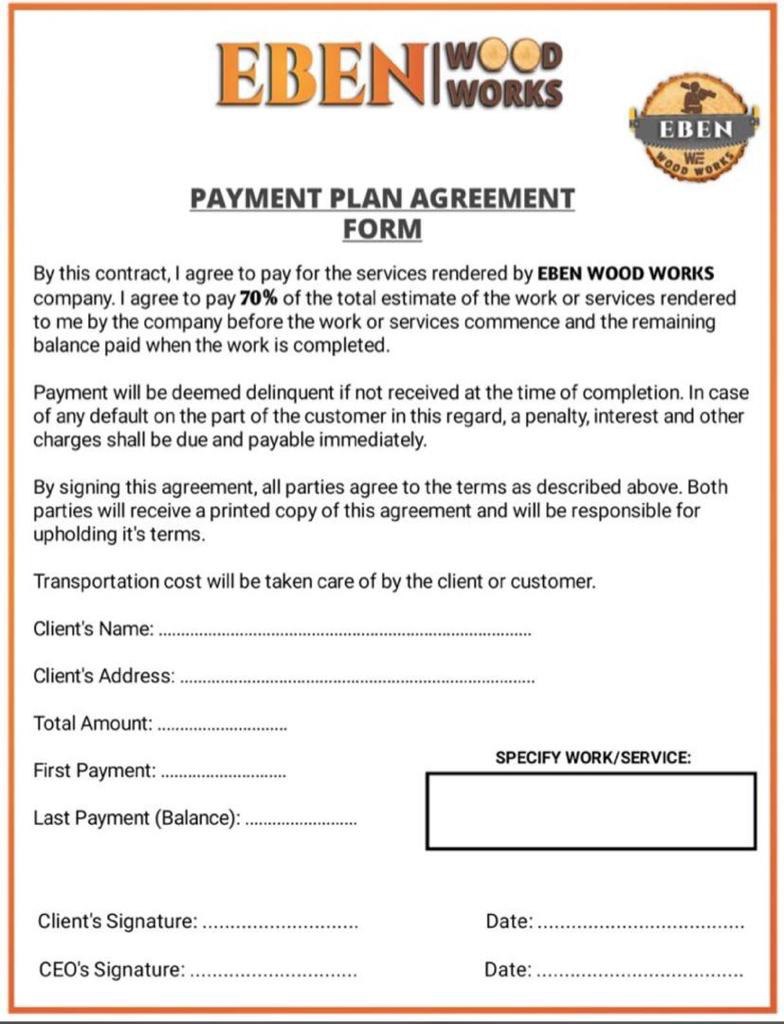 EBEN WOOD WORKS
EBEN
WE
WOOD WORKS
PAYMENT PLAN AGREEMENT
FORM
By this contract, I agree to pay for the services rendered by EBEN WOOD WORKS
company. I agree to pay 70% of the total estimate of the work or services rendered
to me by the company before the work or services commence and the remaining
balance paid when the work is completed.
Payment will be deemed delinquent if not received at the time of completion. In case
of any default on the part of the customer in this regard, a penalty, interest and other
charges shall be due and payable immediately.
By signing this agreement, all parties agree to the terms as described above. Both
parties will receive a printed copy of this agreement and will be responsible for
upholding it's terms.
Transportation cost will be taken care of by the client or customer.
Client's Name: ................................................................................
Client's Address: ............................................................................
Total Amount: ............................
First Payment: ...........................
SPECIFY WORK/SERVICE:
Last Payment (Balance): ........................
Client's Signature: ........................... Date: ...................................
CEO's Signature: ............................. Date: ...................................